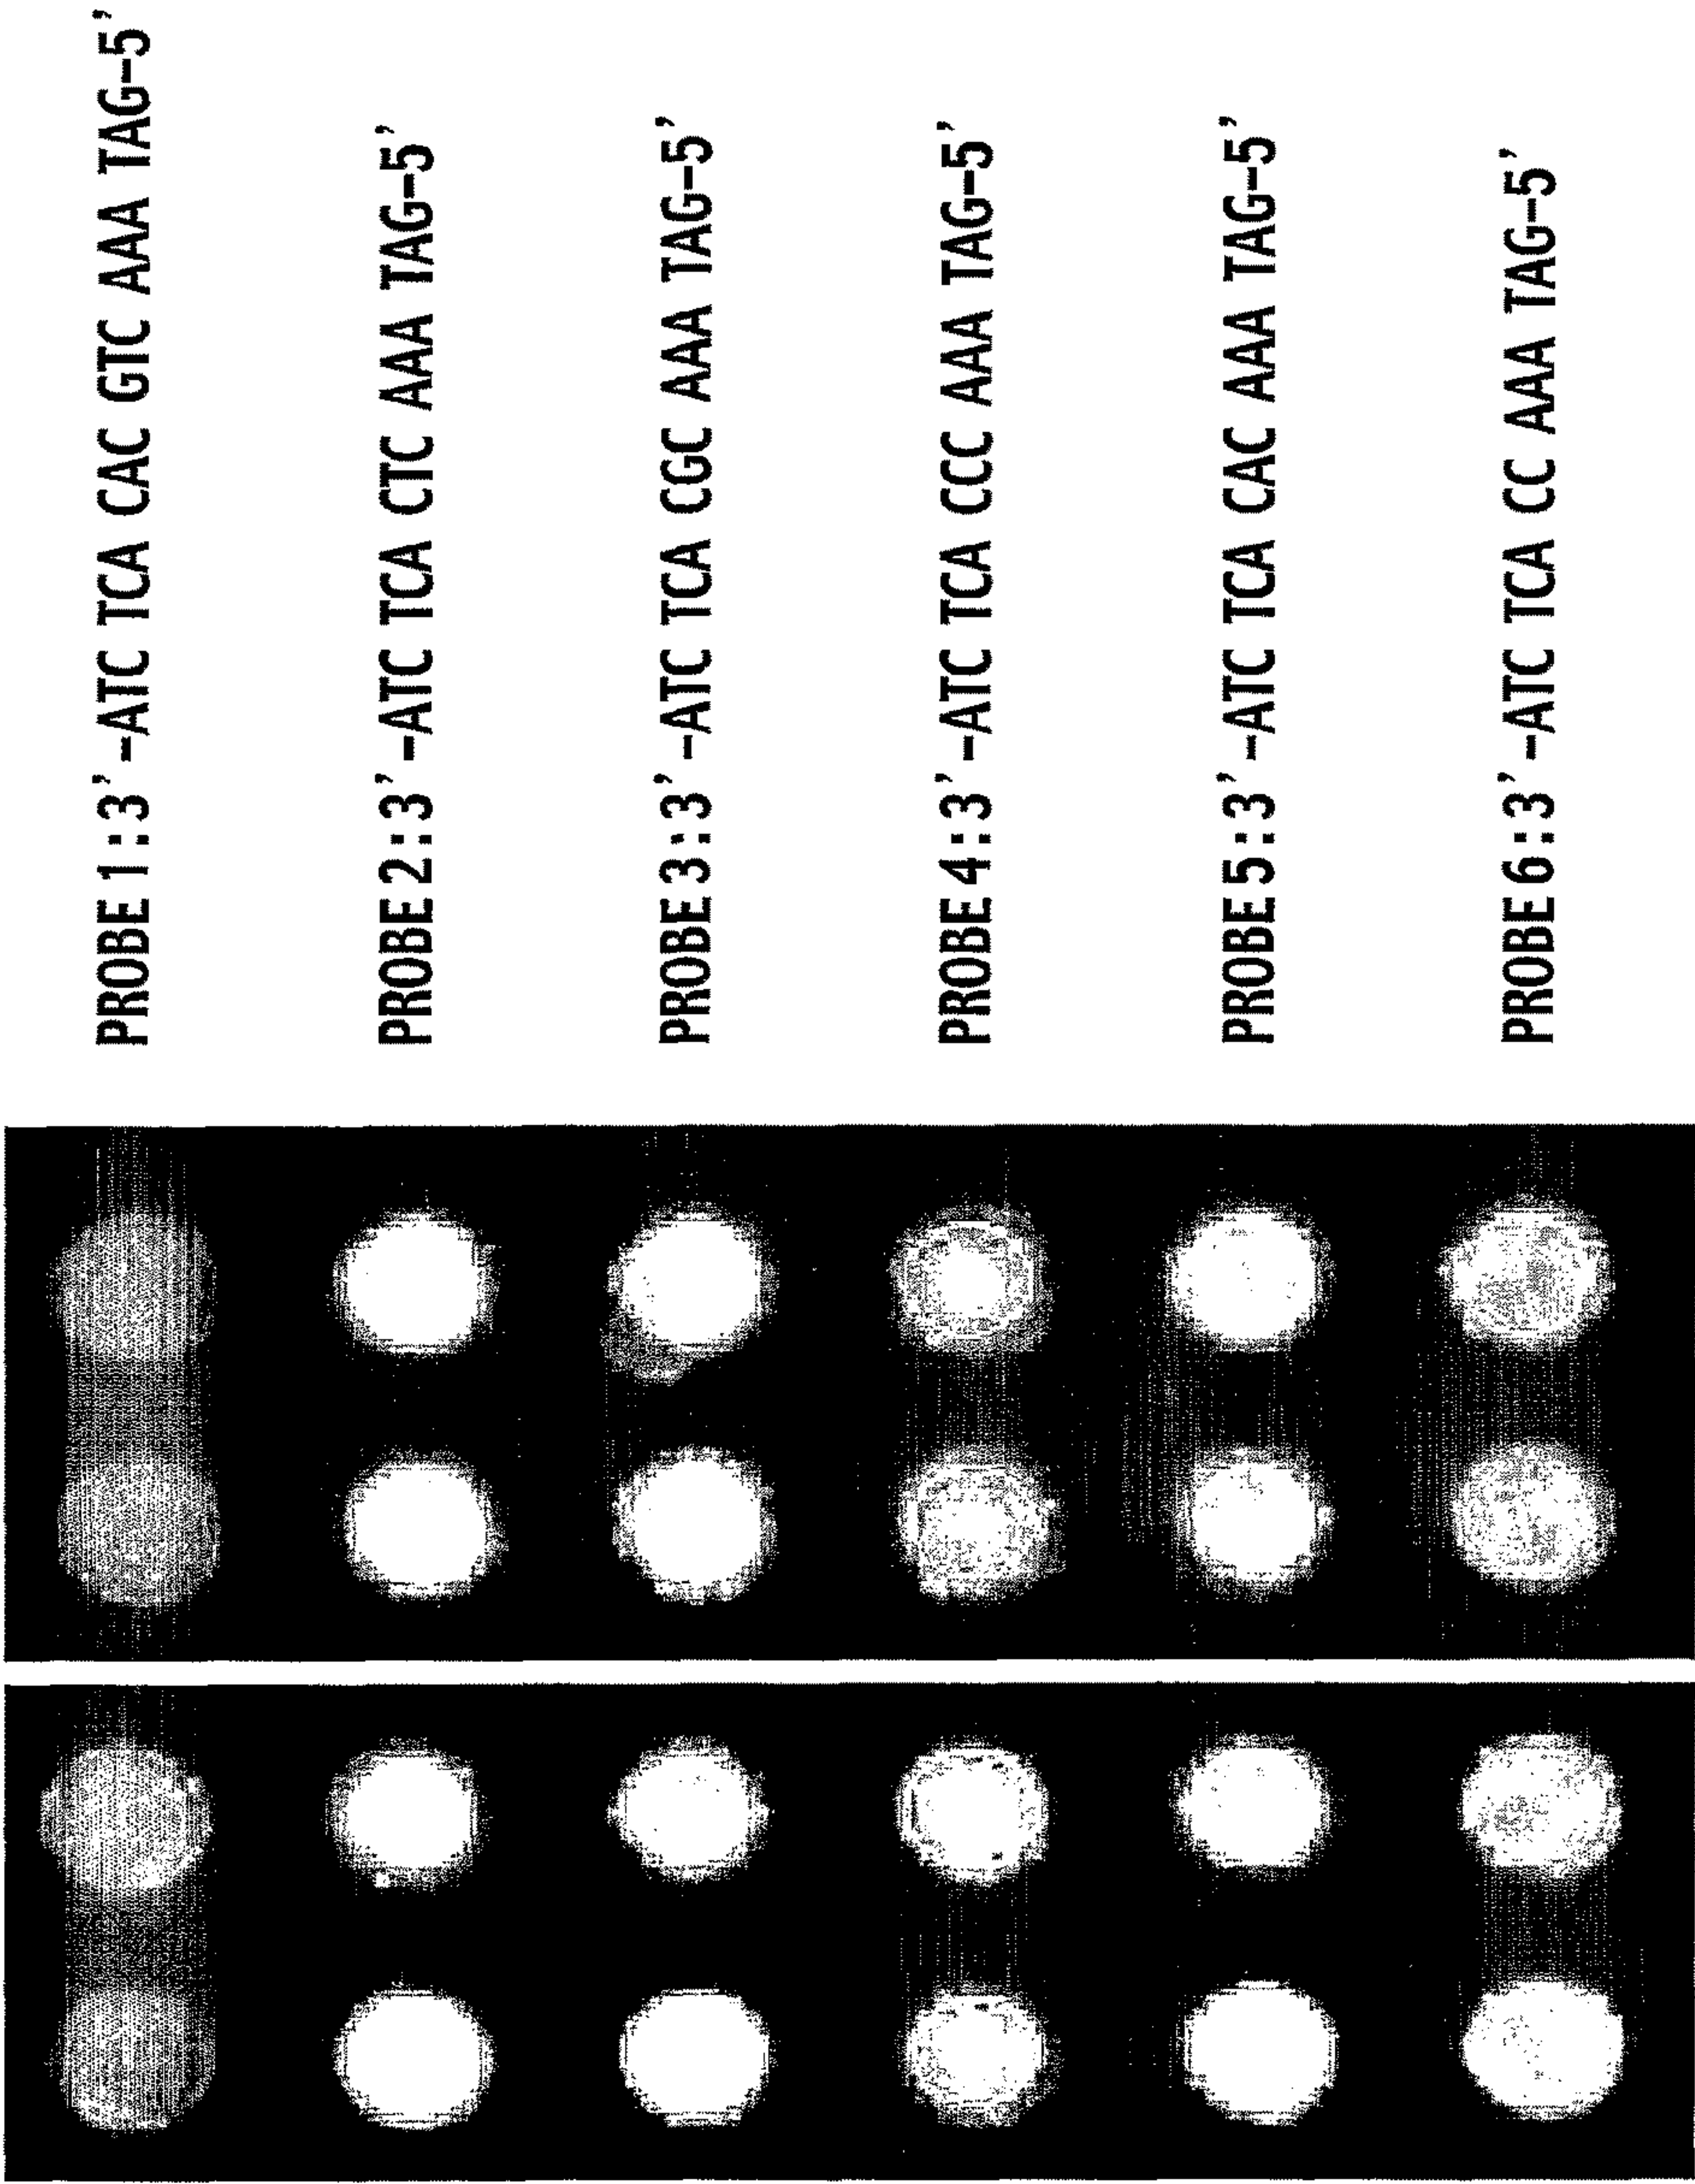 PROBE 1:3'-ATC TCA CAC GTC AAA TAG-5'
PROBE 2:3'-ATC TCA CTC AAA TAG-5'
PROBE 3:3'-ATC TCA CGC AAA TAG-5'
PROBE 4:3'-ATC TCA CCC AAA TAG-5'
PROBE 5:3'-ATC TCA CAC AAA TAG-5'
PROBE 6:3'-ATC TCA CC AAA TAG-5'